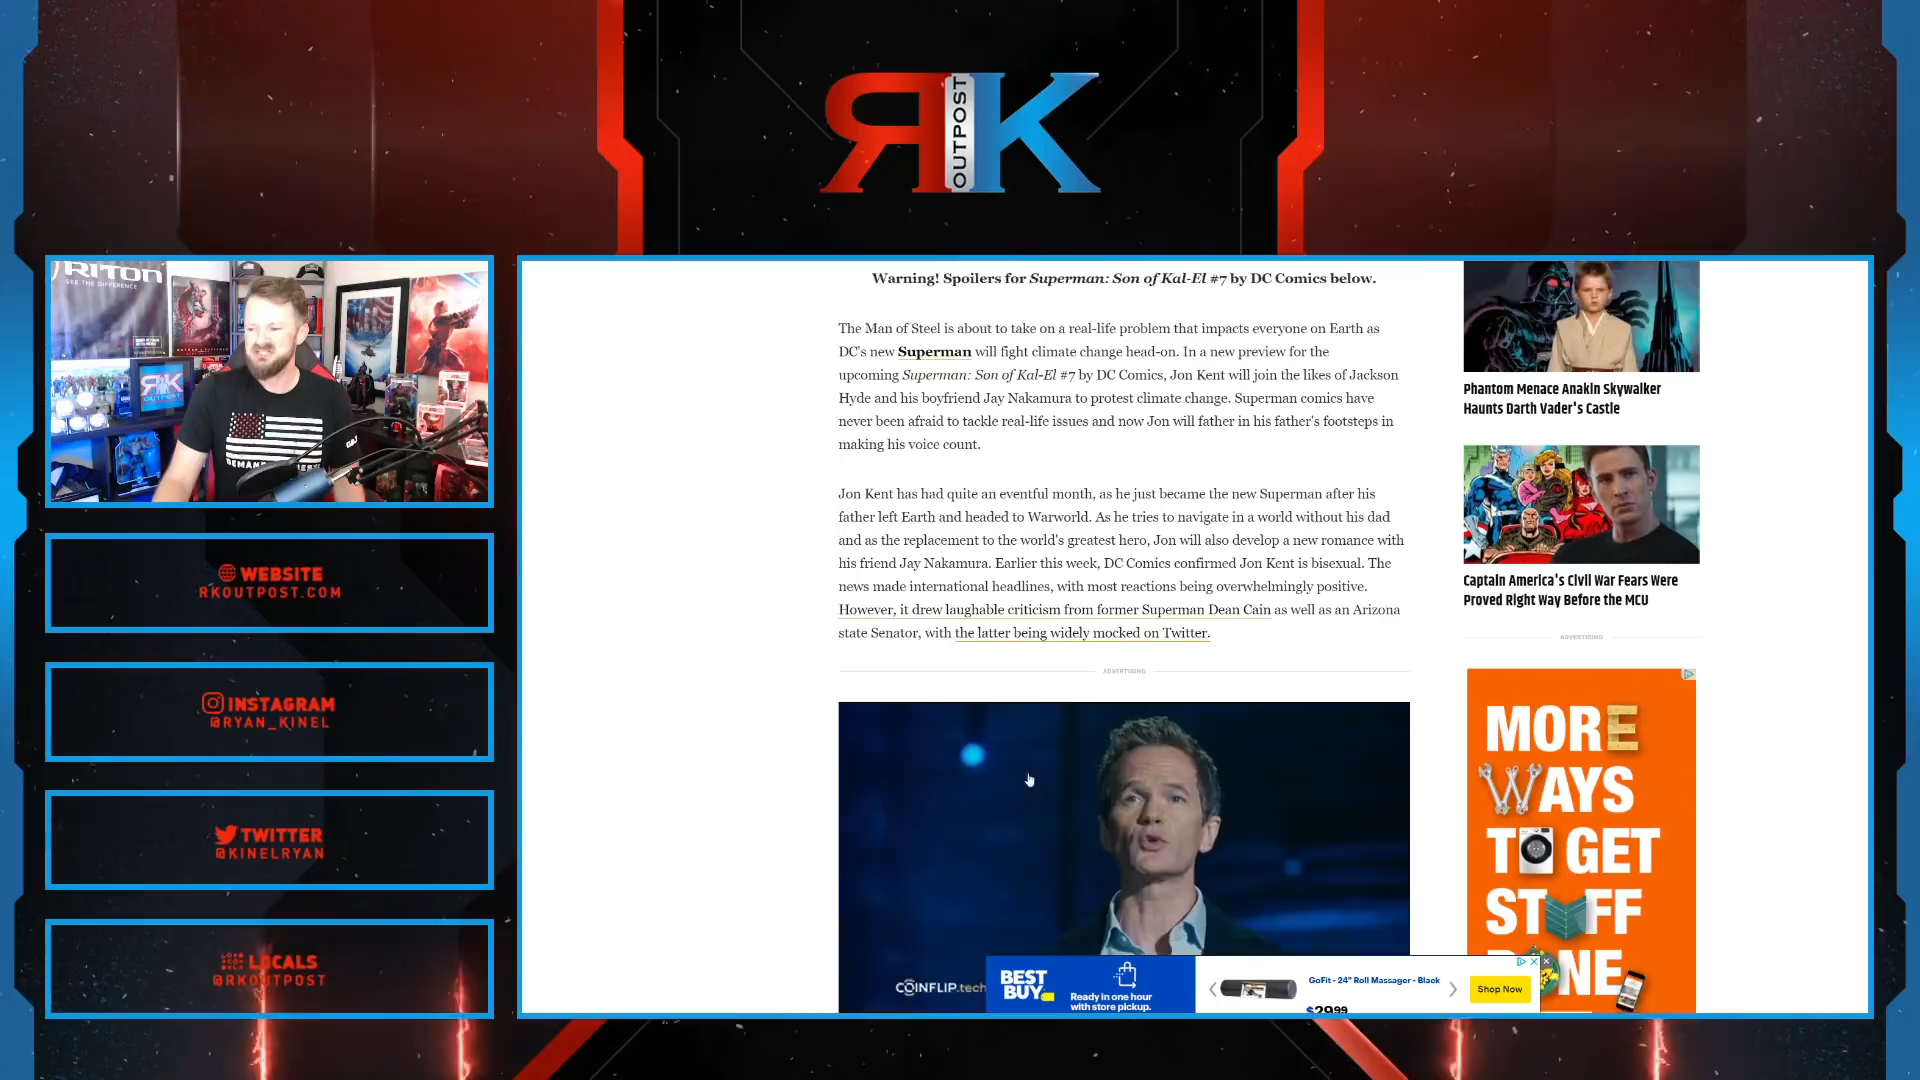 RK
OUTPOST
RITON
SEE THE DIFFERENCE
RK
OUTPOST
DEMAND
WEBSITE
RKOUTPOST.COM
INSTAGRAM
@RYAN_KINEL
TWITTER
@KINELRYAN
LOCALS
@RKOUTPOST
Warning! Spoilers for Superman: Son of Kal-El #7 by DC Comics below.
The Man of Steel is about to take on a real-life problem that impacts everyone on Earth as
DC's new Superman will fight climate change head-on. In a new preview for the
upcoming Superman: Son of Kal-El #7 by DC Comics, Jon Kent will join the likes of Jackson
Hyde and his boyfriend Jay Nakamura to protest climate change. Superman comics have
never been afraid to tackle real-life issues and now Jon will father in his father's footsteps in
making his voice count.
Jon Kent has had quite an eventful month, as he just became the new Superman after his
father left Earth and headed to Warworld. As he tries to navigate in a world without his dad
and as the replacement to the world's greatest hero, Jon will also develop a new romance with
his friend Jay Nakamura. Earlier this week, DC Comics confirmed Jon Kent is bisexual. The
news made international headlines, with most reactions being overwhelmingly positive.
However, it drew laughable criticism from former Superman Dean Cain as well as an Arizona
state Senator, with the latter being widely mocked on Twitter.
ADVERTISING
COINFLIP.tech
BEST
BUY
Ready in one hour
with store pickup.
GoFit - 24" Roll Massager - Black
$29.99
Shop Now
Phantom Menace Anakin Skywalker
Haunts Darth Vader's Castle
Captain America's Civil War Fears Were
Proved Right Way Before the MCU
ADVERTISING
MORE
WAYS
TO GET
STUFF
DONE